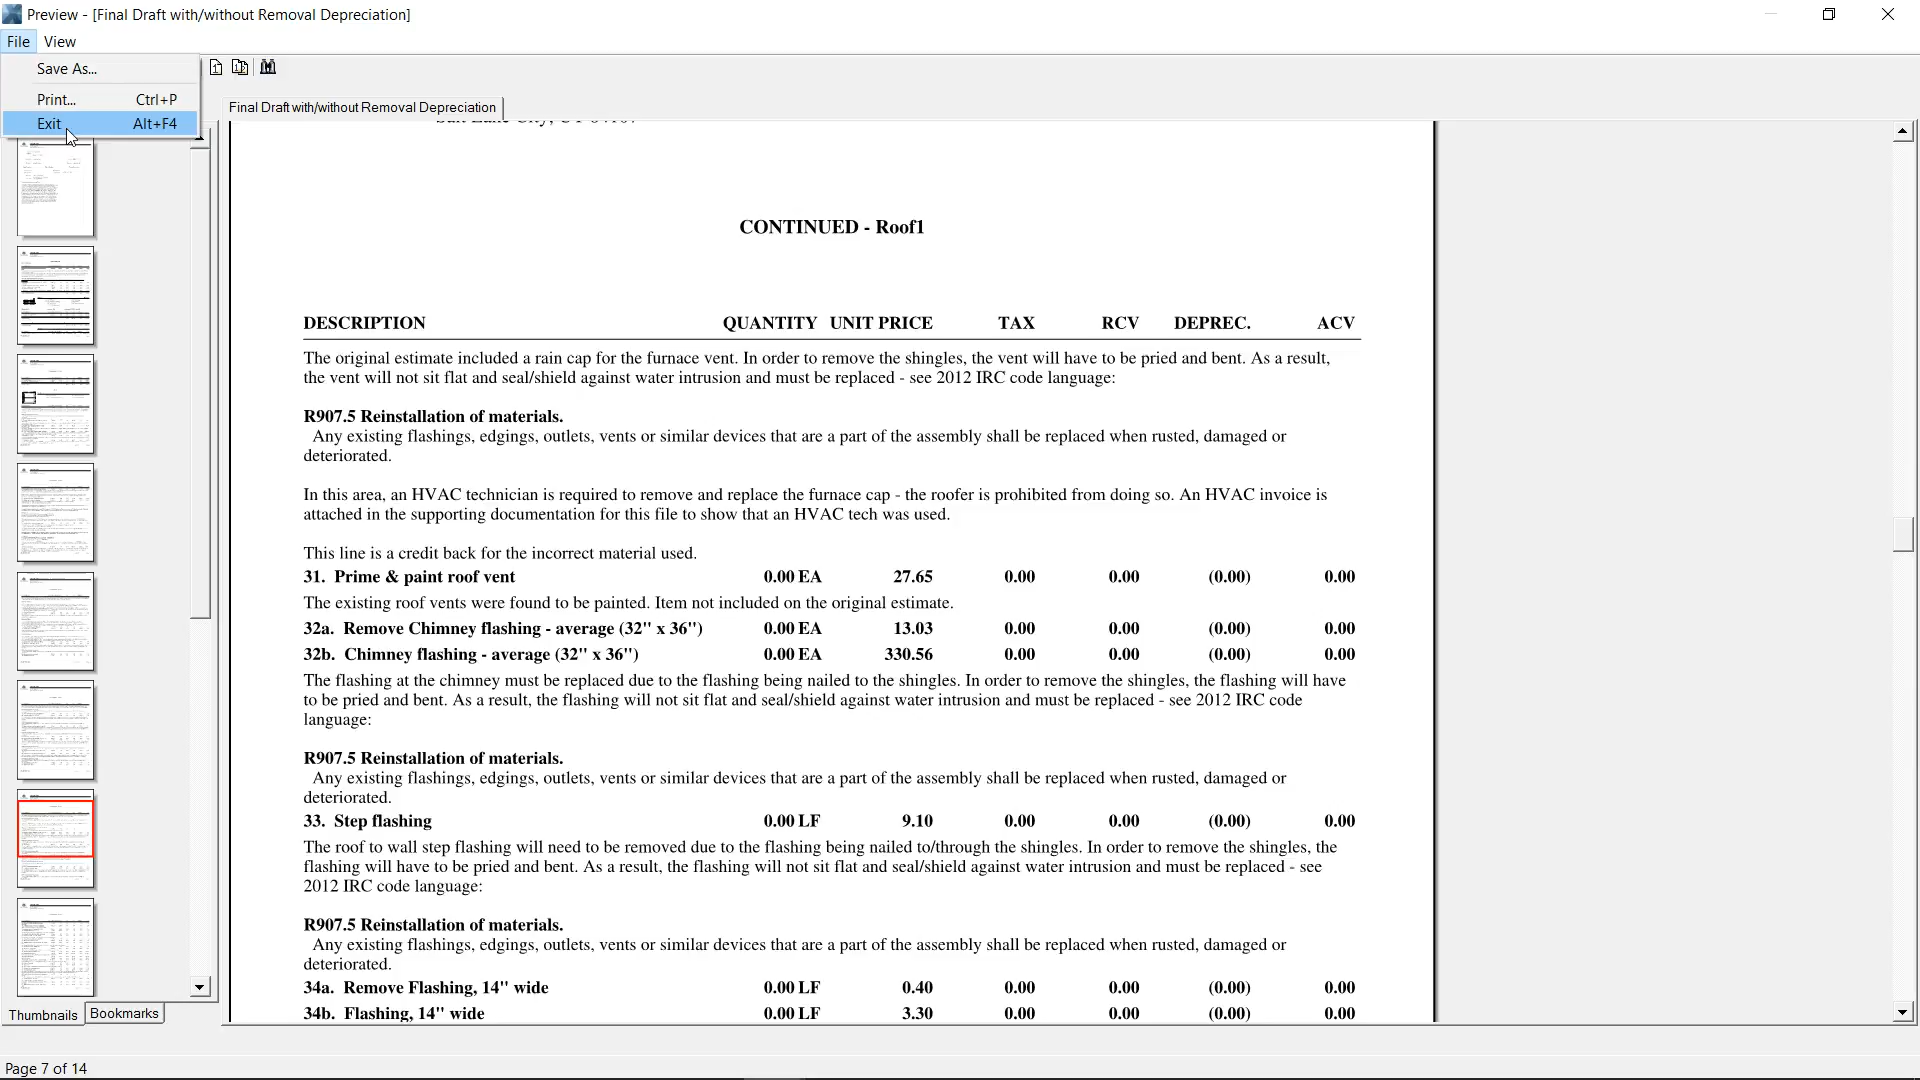 Preview - [Final Draft with/without Removal Depreciation]
File View
Save As...
Print... Ctrl+P
Exit Alt+F4
Final Draft with/without Removal Depreciation
Salt Lake City, UT 84107
CONTINUED - Roof1
DESCRIPTION QUANTITY UNIT PRICE TAX RCV DEPREC. ACV
The original estimate included a rain cap for the furnace vent. In order to remove the shingles, the vent will have to be pried and bent. As a result,
the vent will not sit flat and seal/shield against water intrusion and must be replaced - see 2012 IRC code language:
R907.5 Reinstallation of materials.
Any existing flashings, edgings, outlets, vents or similar devices that are a part of the assembly shall be replaced when rusted, damaged or
deteriorated.
In this area, an HVAC technician is required to remove and replace the furnace cap - the roofer is prohibited from doing so. An HVAC invoice is
attached in the supporting documentation for this file to show that an HVAC tech was used.
This line is a credit back for the incorrect material used.
31. Prime & paint roof vent 0.00 EA 27.65 0.00 0.00 (0.00) 0.00
The existing roof vents were found to be painted. Item not included on the original estimate.
32a. Remove Chimney flashing - average (32" x 36") 0.00 EA 13.03 0.00 0.00 (0.00) 0.00
32b. Chimney flashing - average (32" x 36") 0.00 EA 330.56 0.00 0.00 (0.00) 0.00
The flashing at the chimney must be replaced due to the flashing being nailed to the shingles. In order to remove the shingles, the flashing will have
to be pried and bent. As a result, the flashing will not sit flat and seal/shield against water intrusion and must be replaced - see 2012 IRC code
language:
R907.5 Reinstallation of materials.
Any existing flashings, edgings, outlets, vents or similar devices that are a part of the assembly shall be replaced when rusted, damaged or
deteriorated.
33. Step flashing 0.00 LF 9.10 0.00 0.00 (0.00) 0.00
The roof to wall step flashing will need to be removed due to the flashing being nailed to/through the shingles. In order to remove the shingles, the
flashing will have to be pried and bent. As a result, the flashing will not sit flat and seal/shield against water intrusion and must be replaced - see
2012 IRC code language:
R907.5 Reinstallation of materials.
Any existing flashings, edgings, outlets, vents or similar devices that are a part of the assembly shall be replaced when rusted, damaged or
deteriorated.
34a. Remove Flashing, 14" wide 0.00 LF 0.40 0.00 0.00 (0.00) 0.00
34b. Flashing, 14" wide 0.00 LF 3.30 0.00 0.00 (0.00) 0.00
Thumbnails Bookmarks
Page 7 of 14